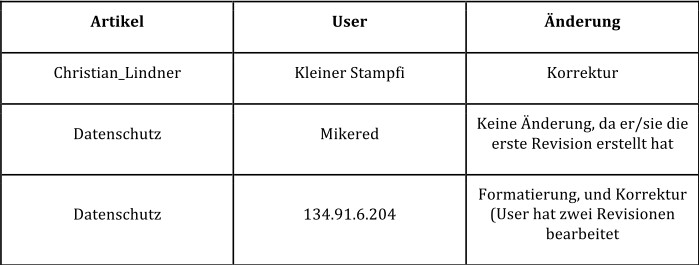 Artikel User Änderung
Christian_Lindner Kleiner Stampfi Korrektur
Datenschutz Mikered Keine Änderung, da er/sie die
erste Revision erstellt hat
Datenschutz 134.91.6.204 Formatierung, und Korrektur
(User hat zwei Revisionen
bearbeitet